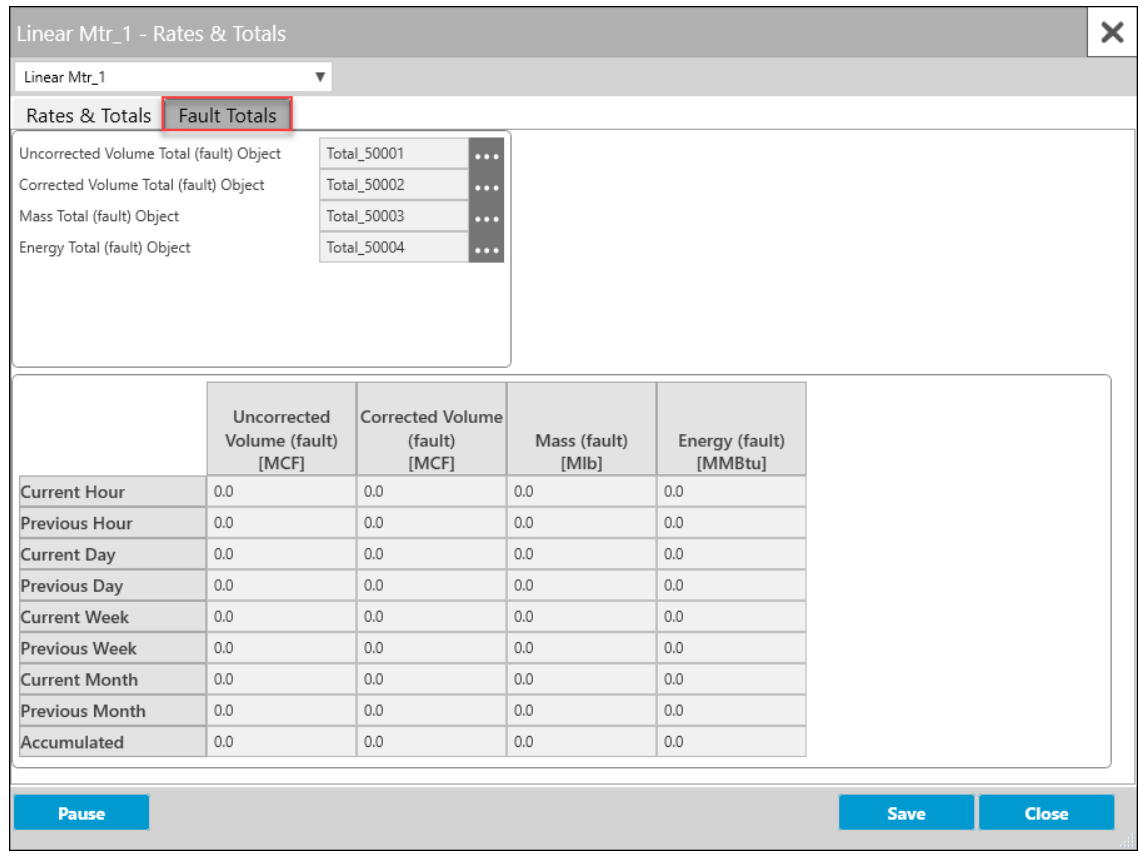 Linear Mtr_1 - Rates & Totals
Linear Mtr_1
Rates & Totals Fault Totals
Uncorrected Volume Total (fault) Object Total_50001 ...
Corrected Volume Total (fault) Object Total_50002 ...
Mass Total (fault) Object Total_50003 ...
Energy Total (fault) Object Total_50004 ...
Uncorrected Volume (fault) [MCF] Corrected Volume (fault) [MCF] Mass (fault) [Mlb] Energy (fault) [MMBtu]
Current Hour 0.0 0.0 0.0 0.0
Previous Hour 0.0 0.0 0.0 0.0
Current Day 0.0 0.0 0.0 0.0
Previous Day 0.0 0.0 0.0 0.0
Current Week 0.0 0.0 0.0 0.0
Previous Week 0.0 0.0 0.0 0.0
Current Month 0.0 0.0 0.0 0.0
Previous Month 0.0 0.0 0.0 0.0
Accumulated 0.0 0.0 0.0 0.0
Pause Save Close